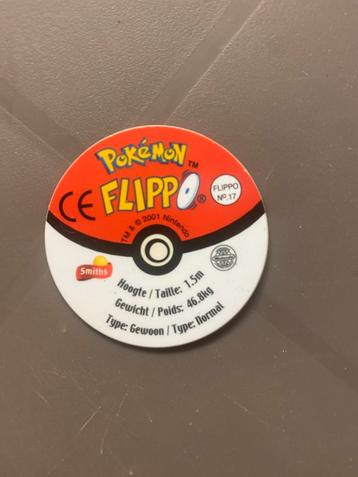 POKéMON TM
CE FLIPPO ®
FLIPPO
Nº.17
TM & © 2001 Nintendo
Smiths
Hoogte / Taille: 1.5m
Gewicht / Poids: 46.8kg
Type: Gewoon / Type: Normal